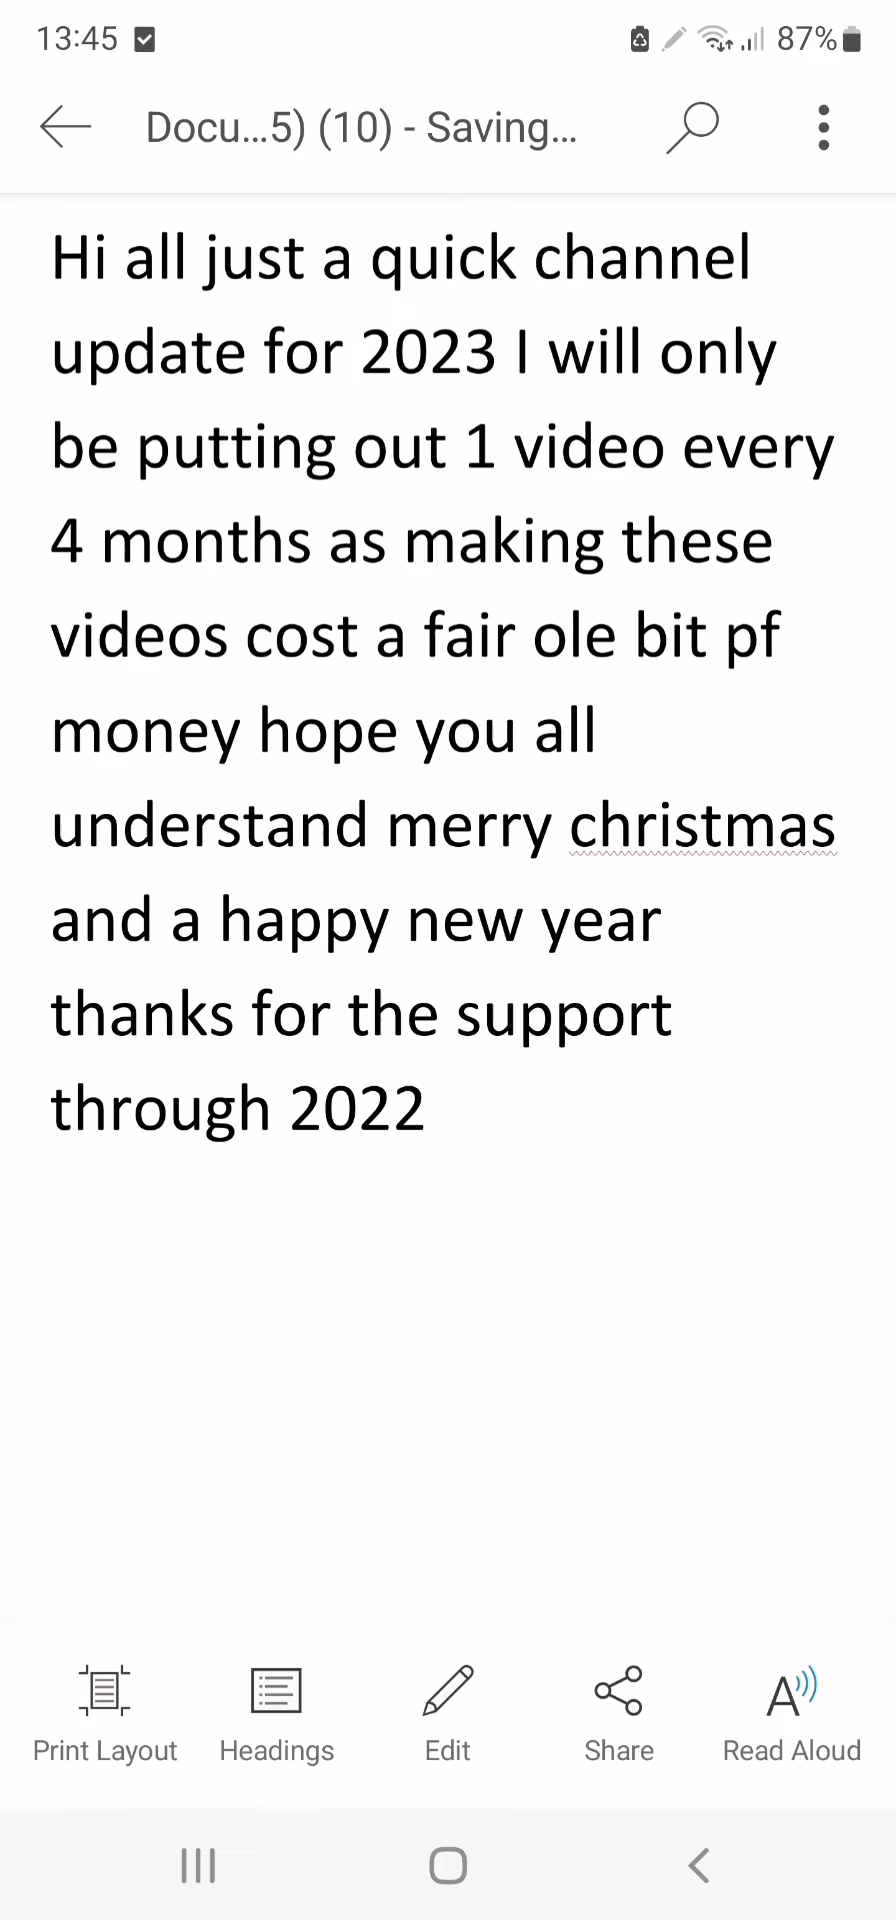 13:45
87%
Docu...5) (10) - Saving...
Hi all just a quick channel
update for 2023 I will only
be putting out 1 video every
4 months as making these
videos cost a fair ole bit pf
money hope you all
understand merry christmas
and a happy new year
thanks for the support
through 2022
Print Layout
Headings
Edit
Share
Read Aloud